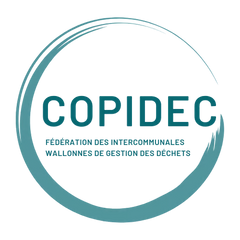 COPIDEC
FÉDÉRATION DES INTERCOMMUNALES
WALLONNES DE GESTION DES DÉCHETS